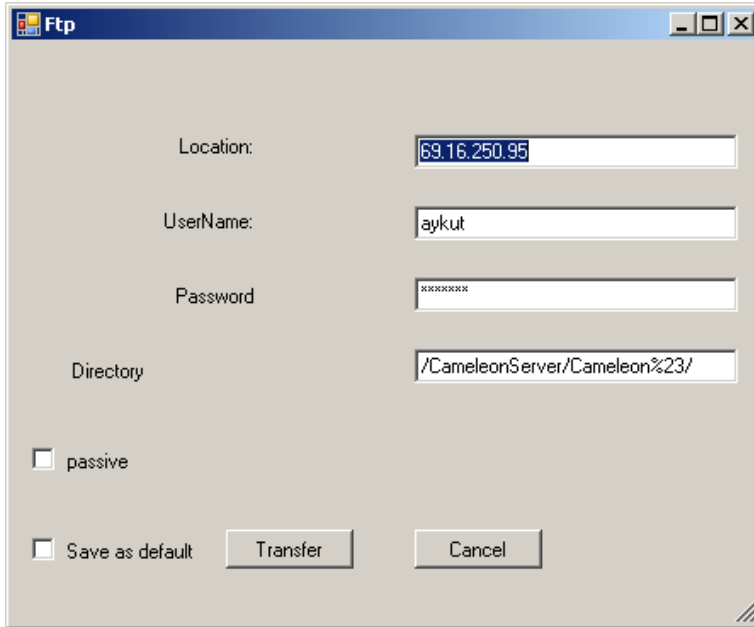 Ftp
Location: 69.16.250.95
UserName: aykut
Password *******
Directory /CameleonServer/Cameleon%23/
passive
Save as default Transfer Cancel